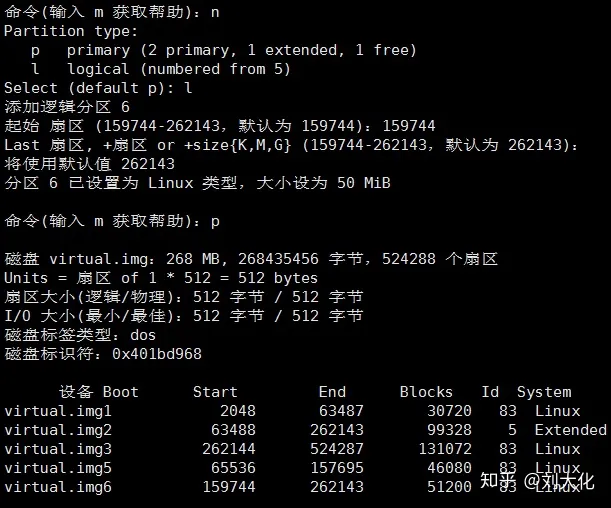 命令(输入 m 获取帮助)：n
Partition type:
   p   primary (2 primary, 1 extended, 1 free)
   l   logical (numbered from 5)
Select (default p): l
添加逻辑分区 6
起始 扇区 (159744-262143，默认为 159744)：159744
Last 扇区, +扇区 or +size{K,M,G} (159744-262143，默认为 262143)：
将使用默认值 262143
分区 6 已设置为 Linux 类型，大小设为 50 MiB
命令(输入 m 获取帮助)：p
磁盘 virtual.img：268 MB, 268435456 字节，524288 个扇区
Units = 扇区 of 1 * 512 = 512 bytes
扇区大小(逻辑/物理)：512 字节 / 512 字节
I/O 大小(最小/最佳)：512 字节 / 512 字节
磁盘标签类型：dos
磁盘标识符：0x401bd968
设备 Boot      Start         End      Blocks   Id  System
virtual.img1            2048       63487       30720   83  Linux
virtual.img2           63488      262143       99328    5  Extended
virtual.img3          262144      524287      131072   83  Linux
virtual.img5           65536      157695       46080   83  Linux
virtual.img6          159744      262143       51200   83  Linux
知乎 @刘大化